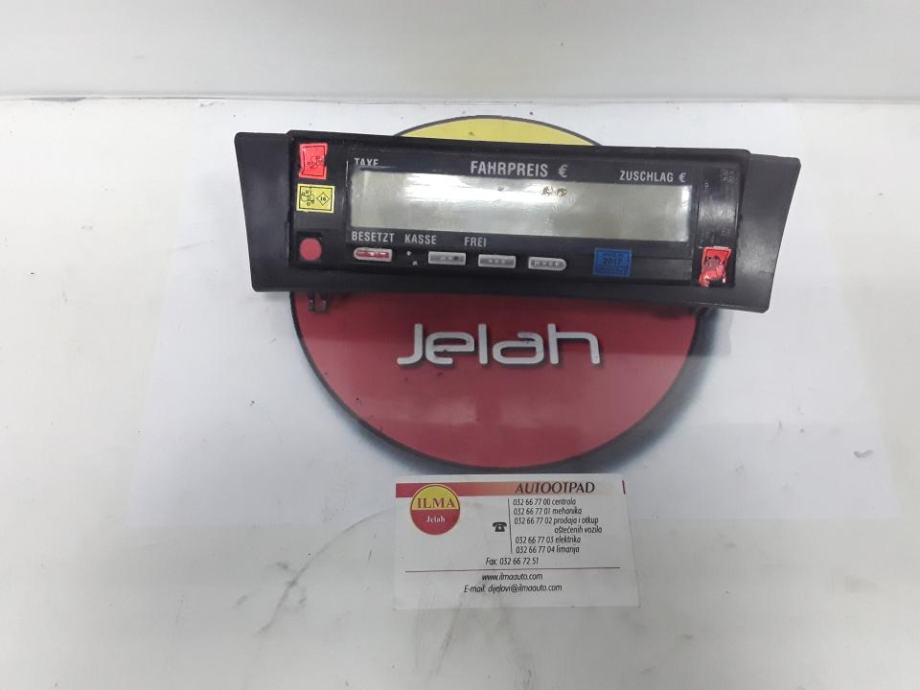 TAXE
FAHRPREIS €
ZUSCHLAG €
BESETZT KASSE FREI
2017
Jelah
ILMA
Jelah
AUTOOTPAD
032 66 77 00 centrala
032 66 77 01 mehanika
032 66 77 02 prodaja i otkup
oštećenih vozila
032 66 77 03 elektrika
032 66 77 04 limarija
Fax: 032 66 72 51
www.ilmaauto.com
E-mail: dijelovi@ilmaauto.com